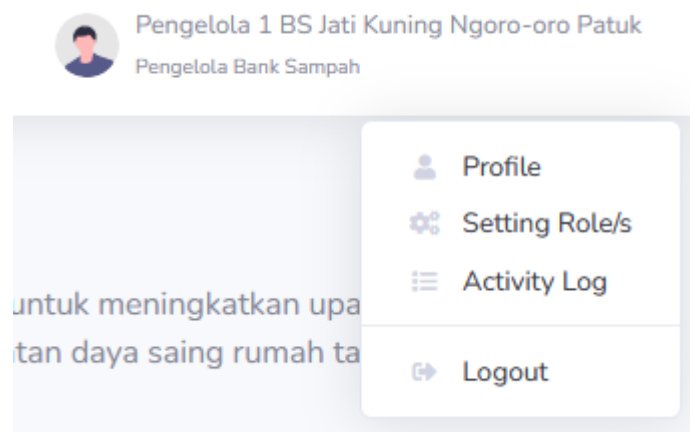 Pengelola 1 BS Jati Kuning Ngoro-oro Patuk
Pengelola Bank Sampah
Profile
Setting Role/s
Activity Log
untuk meningkatkan upa
tan daya saing rumah ta
Logout